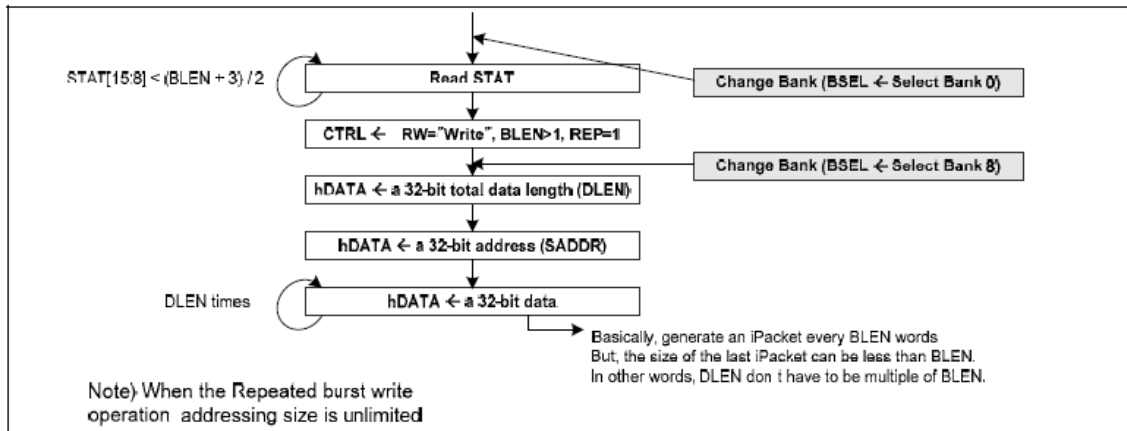 STAT[15:8] < (BLEN + 3) / 2
Read STAT
Change Bank (BSEL ← Select Bank 0)
CTRL ← RW="Write", BLEN>1, REP=1
Change Bank (BSEL ← Select Bank 8)
hDATA ← a 32-bit total data length (DLEN)
hDATA ← a 32-bit address (SADDR)
DLEN times
hDATA ← a 32-bit data
Basically, generate an iPacket every BLEN words
But, the size of the last iPacket can be less than BLEN.
In other words, DLEN don t have to be multiple of BLEN.
Note) When the Repeated burst write
operation addressing size is unlimited